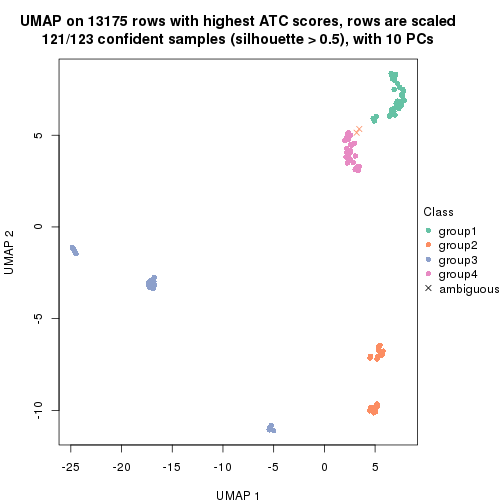 UMAP on 13175 rows with highest ATC scores, rows are scaled
121/123 confident samples (silhouette > 0.5), with 10 PCs
5
0
-5
-10
UMAP 2
-25
-20
-15
-10
-5
0
5
UMAP 1
Class
group1
group2
group3
group4
ambiguous